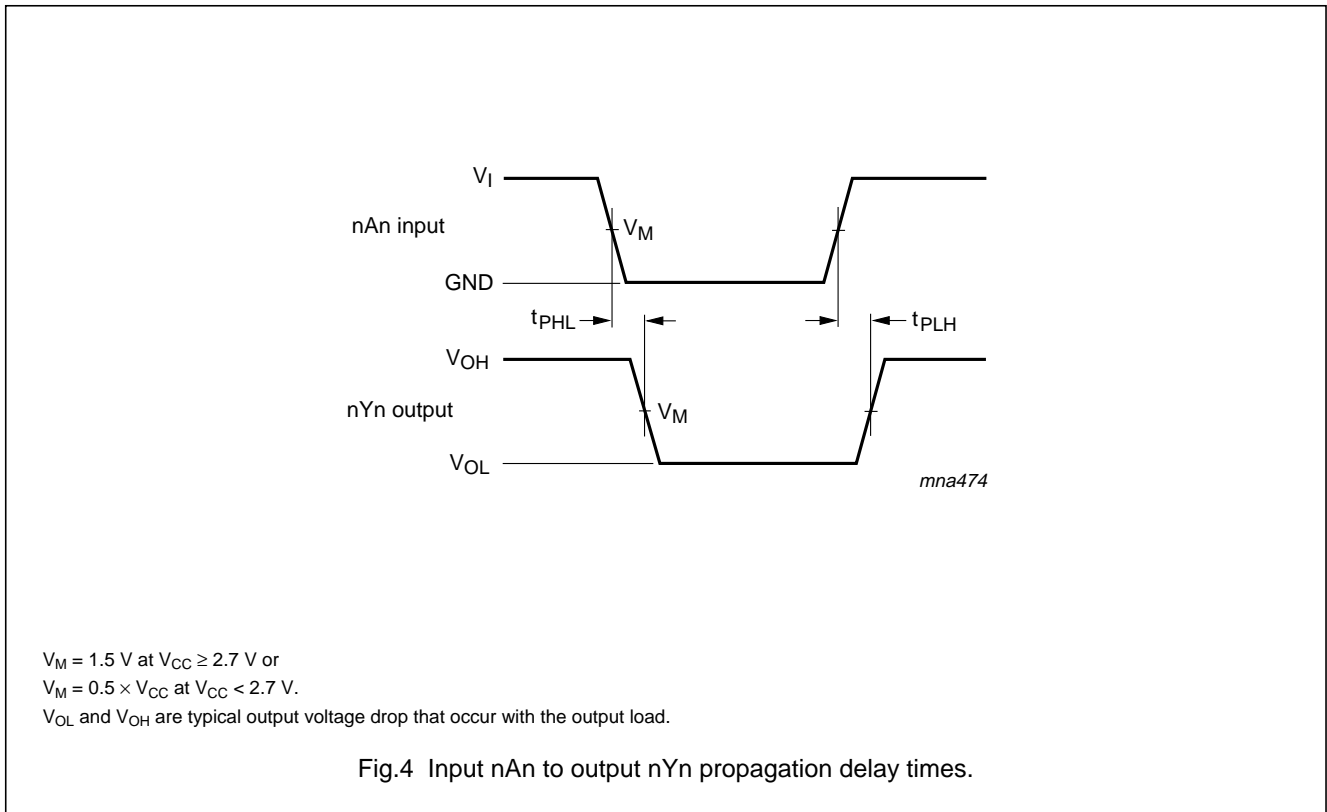 V_I
nAn input
V_M
GND
t_PHL
t_PLH
V_OH
nYn output
V_M
V_OL
mna474
V_M = 1.5 V at V_CC ≥ 2.7 V or
V_M = 0.5 × V_CC at V_CC < 2.7 V.
V_OL and V_OH are typical output voltage drop that occur with the output load.
Fig.4 Input nAn to output nYn propagation delay times.